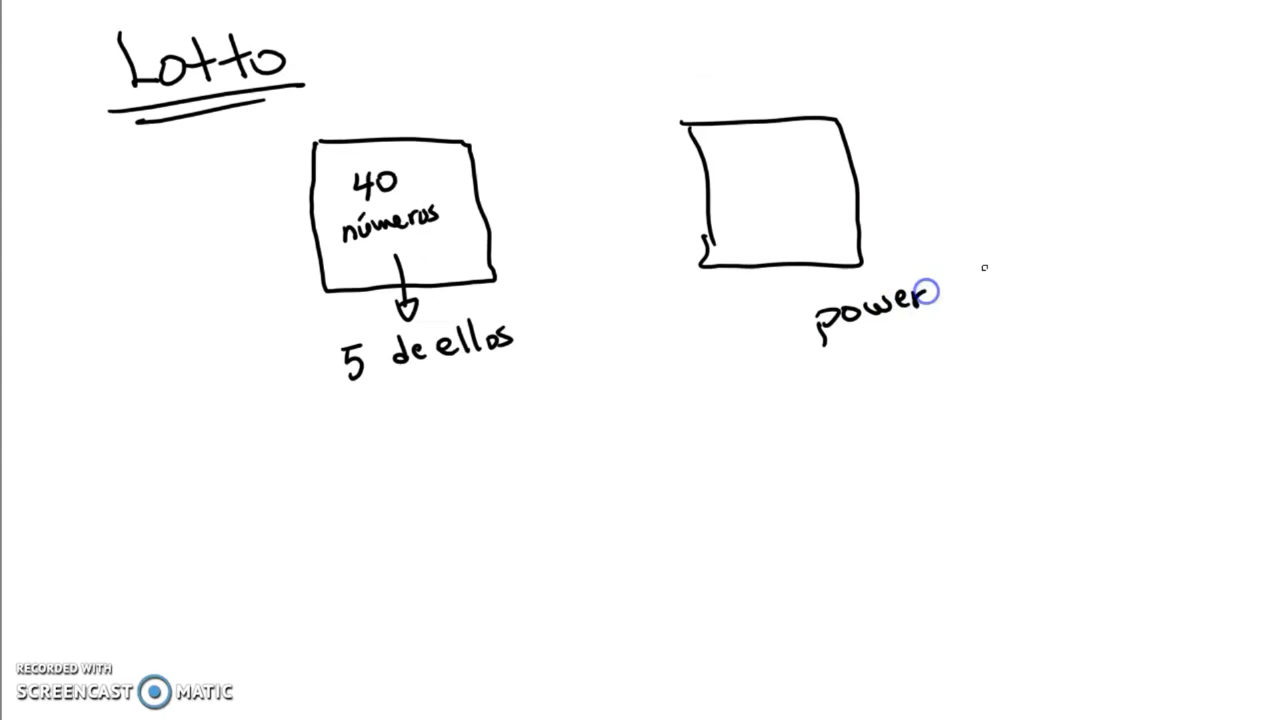 Lotto
40
números
5 de ellos
power
RECORDED WITH
SCREENCAST MATIC